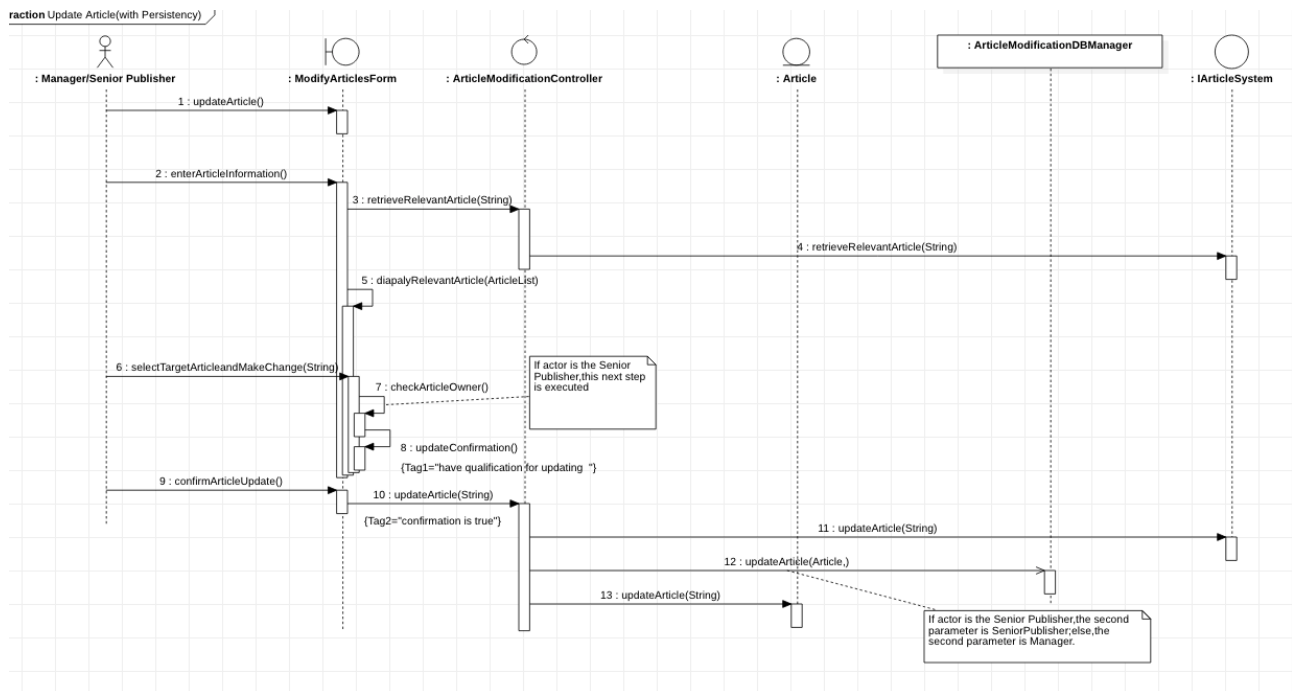 raction Update Article(with Persistency)
: Manager/Senior Publisher
: ModifyArticlesForm
: ArticleModificationController
: Article
: ArticleModificationDBManager
: IArticleSystem
1 : updateArticle()
2 : enterArticleInformation()
3 : retrieveRelevantArticle(String)
4 : retrieveRelevantArticle(String)
5 : diapalyRelevantArticle(ArticleList)
6 : selectTargetArticleandMakeChange(String)
If actor is the Senior
Publisher,this next step
is executed
7 : checkArticleOwner()
8 : updateConfirmation()
{Tag1="have qualification for updating  "}
9 : confirmArticleUpdate()
10 : updateArticle(String)
{Tag2="confirmation is true"}
11 : updateArticle(String)
12 : updateArticle(Article,)
13 : updateArticle(String)
If actor is the Senior Publisher,the second
parameter is SeniorPublisher;else,the
second parameter is Manager.